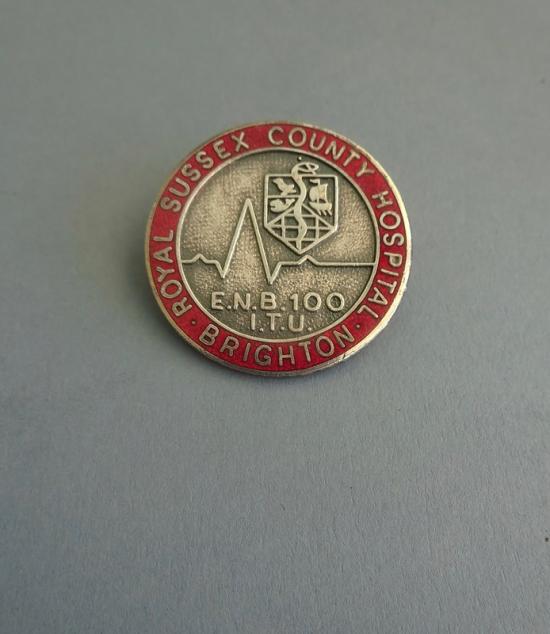 ROYAL SUSSEX COUNTY HOSPITAL
E.N.B 100
I.T.U.
· BRIGHTON ·